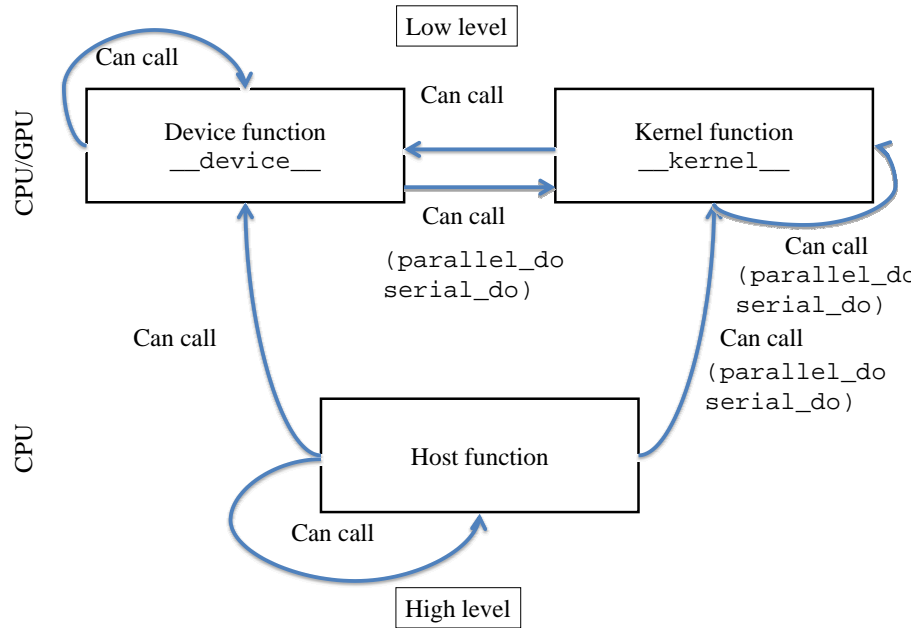 Low level
Can call
Can call
CPU/GPU
Device function
__device__
Kernel function
__kernel__
Can call
(parallel_do
serial_do)
Can call
(parallel_do
serial_do)
Can call
Can call
(parallel_do
serial_do)
CPU
Host function
Can call
High level